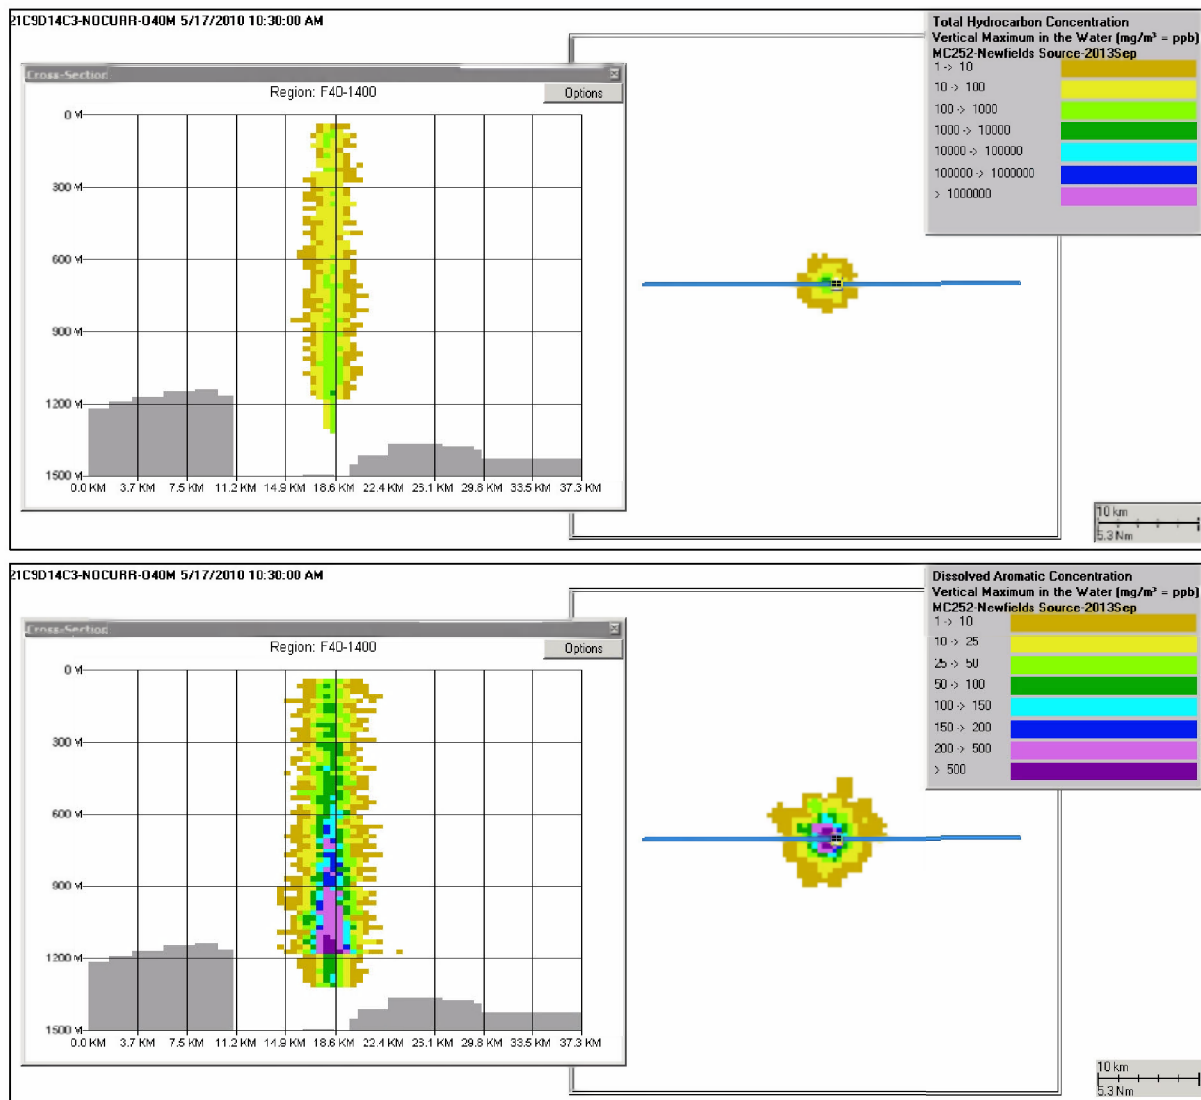 21C9D14C3-NOCURR-O40M 5/17/2010 10:30:00 AM
Total Hydrocarbon Concentration
Vertical Maximum in the Water (mg/m³ = ppb)
MC252-Newfields Source-2013Sep
1 -> 10
10 -> 100
100 -> 1000
1000 -> 10000
10000 -> 100000
100000 -> 1000000
> 1000000
Cross-Section
Region: F40-1400
Options
0 M
300 M
600 M
900 M
1200 M
1500 M
0.0 KM 3.7 KM 7.5 KM 11.2 KM 14.9 KM 18.6 KM 22.4 KM 26.1 KM 29.8 KM 33.5 KM 37.3 KM
10 km
5.3 Nm
21C9D14C3-NOCURR-O40M 5/17/2010 10:30:00 AM
Dissolved Aromatic Concentration
Vertical Maximum in the Water (mg/m³ = ppb)
MC252-Newfields Source-2013Sep
1 -> 10
10 -> 25
25 -> 50
50 -> 100
100 -> 150
150 -> 200
200 -> 500
> 500
Cross-Section
Region: F40-1400
Options
0 M
300 M
600 M
900 M
1200 M
1500 M
0.0 KM 3.7 KM 7.5 KM 11.2 KM 14.9 KM 18.6 KM 22.4 KM 26.1 KM 29.8 KM 33.5 KM 37.3 KM
10 km
5.3 Nm